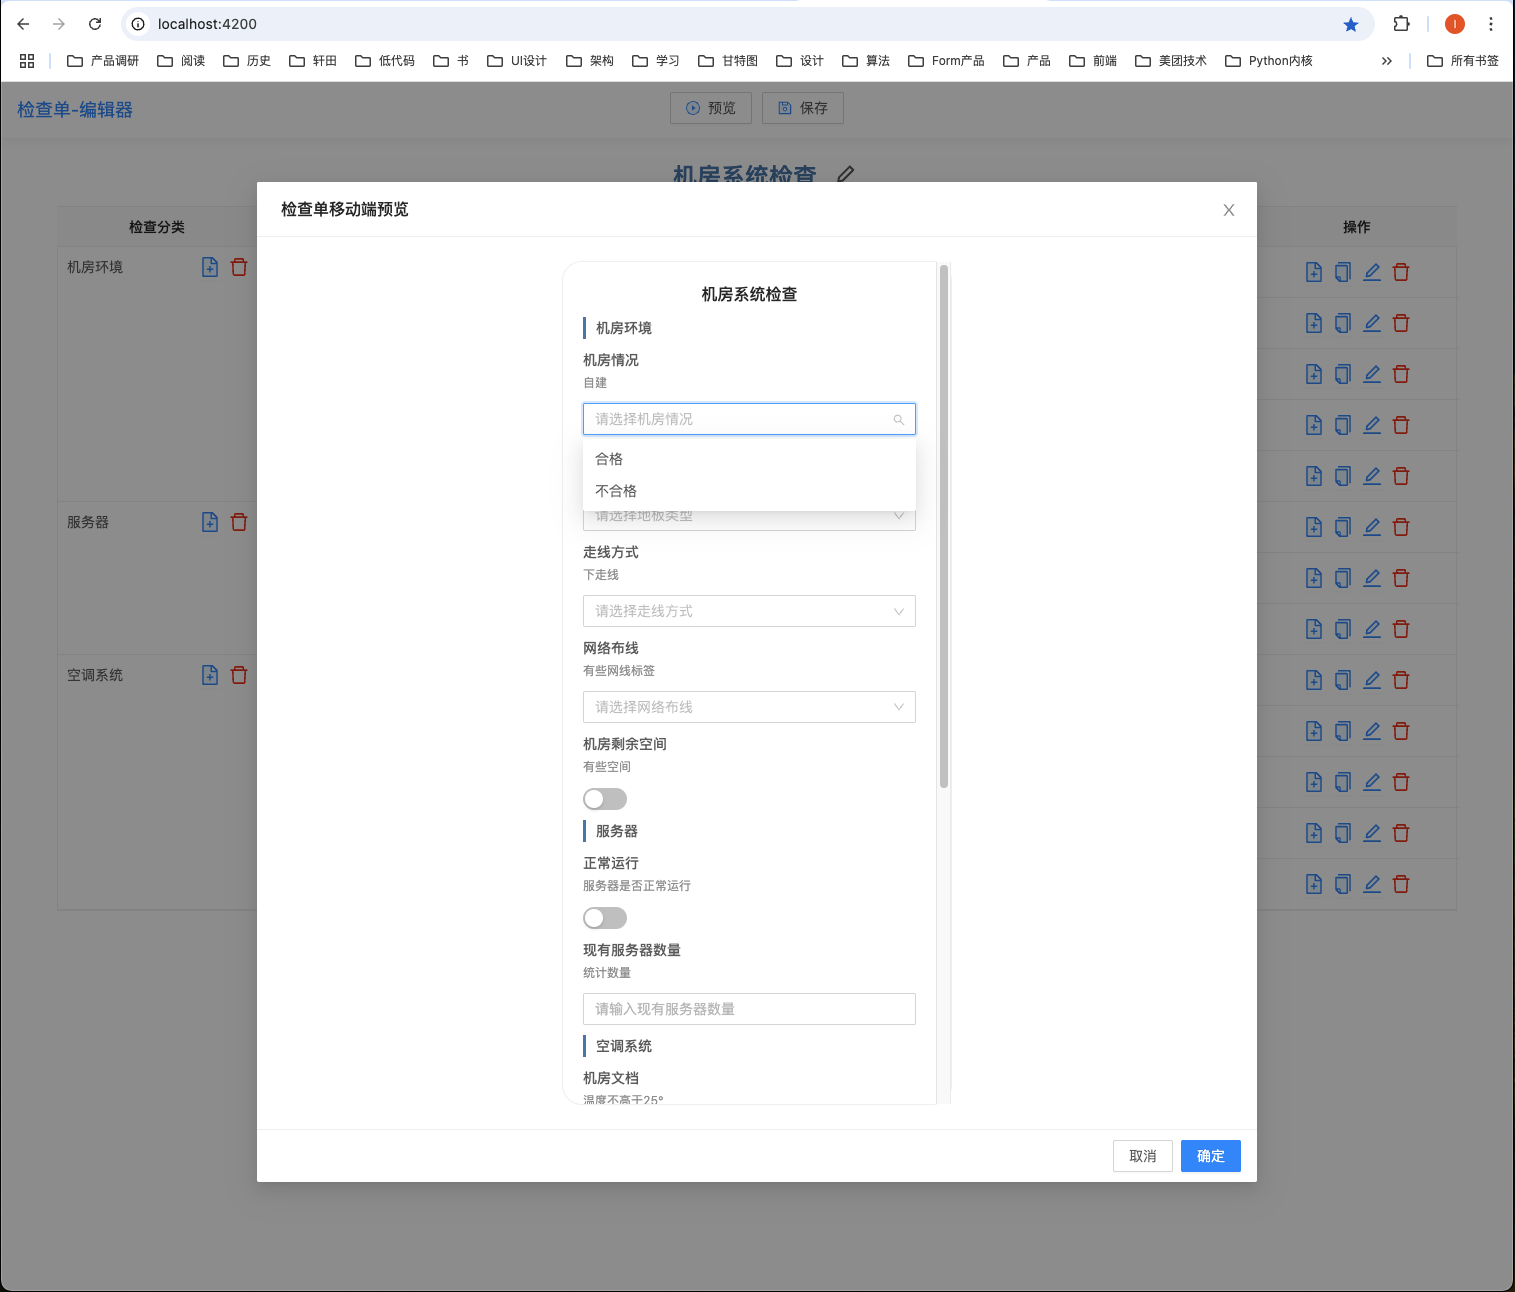 localhost:4200
产品调研 阅读 历史 轩田 低代码 书 UI设计 架构 学习 甘特图 设计 算法 Form产品 产品 前端 美团技术 Python内核 » 所有书签
检查单-编辑器 预览 保存
机房系统检查
检查分类 操作
机房环境
服务器
空调系统
检查单移动端预览
机房系统检查
机房环境
机房情况
自建
请选择机房情况
合格
不合格
请选择地板类型
走线方式
下走线
请选择走线方式
网络布线
有些网线标签
请选择网络布线
机房剩余空间
有些空间
服务器
正常运行
服务器是否正常运行
现有服务器数量
统计数量
请输入现有服务器数量
空调系统
机房文档
温度不高于25°
取消 确定